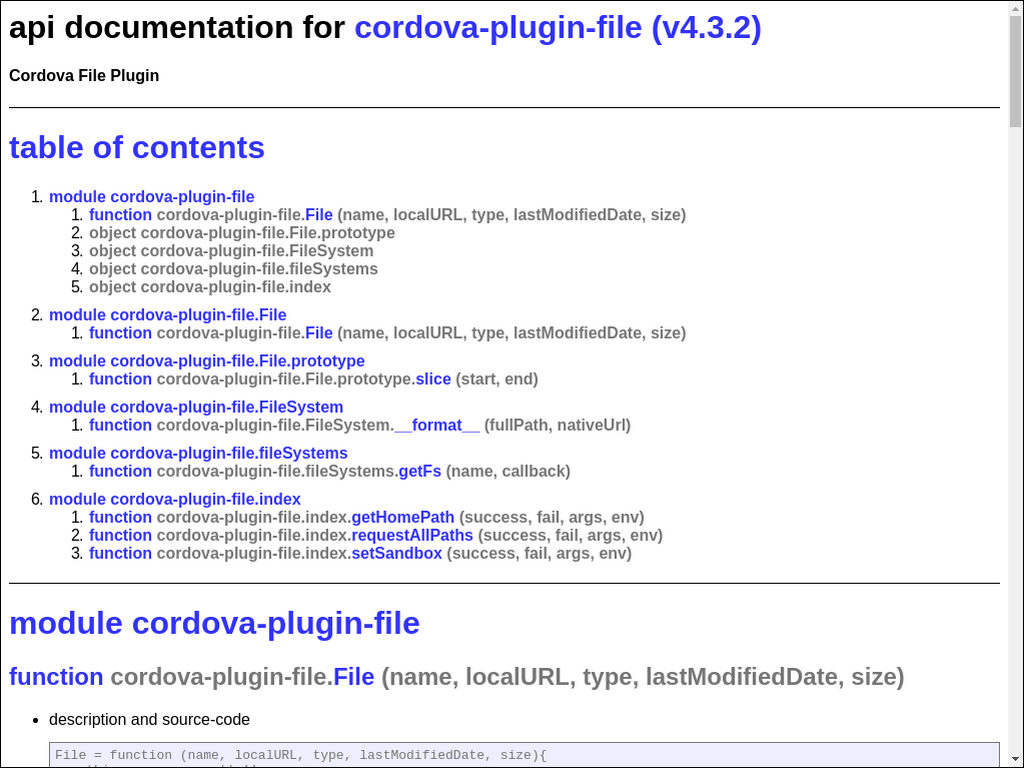 api documentation for cordova-plugin-file (v4.3.2)
Cordova File Plugin
table of contents
1. module cordova-plugin-file
1. function cordova-plugin-file.File (name, localURL, type, lastModifiedDate, size)
2. object cordova-plugin-file.File.prototype
3. object cordova-plugin-file.FileSystem
4. object cordova-plugin-file.fileSystems
5. object cordova-plugin-file.index
2. module cordova-plugin-file.File
1. function cordova-plugin-file.File (name, localURL, type, lastModifiedDate, size)
3. module cordova-plugin-file.File.prototype
1. function cordova-plugin-file.File.prototype.slice (start, end)
4. module cordova-plugin-file.FileSystem
1. function cordova-plugin-file.FileSystem.__format__ (fullPath, nativeUrl)
5. module cordova-plugin-file.fileSystems
1. function cordova-plugin-file.fileSystems.getFs (name, callback)
6. module cordova-plugin-file.index
1. function cordova-plugin-file.index.getHomePath (success, fail, args, env)
2. function cordova-plugin-file.index.requestAllPaths (success, fail, args, env)
3. function cordova-plugin-file.index.setSandbox (success, fail, args, env)
module cordova-plugin-file
function cordova-plugin-file.File (name, localURL, type, lastModifiedDate, size)
• description and source-code
File = function (name, localURL, type, lastModifiedDate, size){